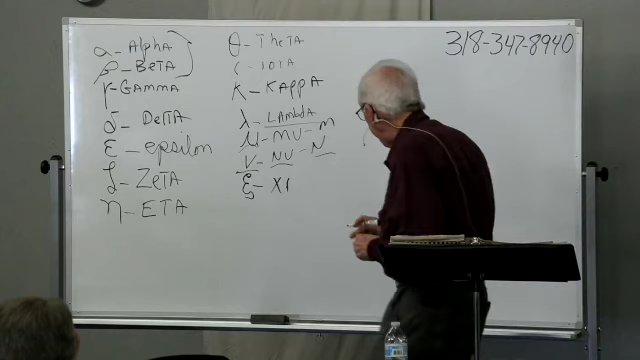 α - Alpha
β - BeTA
γ - GAMMA
δ - DelTA
ε - epsilon
ζ - ZeTA
η - ETA
θ - TheTA
ι - IOTA
κ - KAPPA
λ - LAMbdA
μ - MU - m
ν - NU - N
ξ - XI
318-347-8940